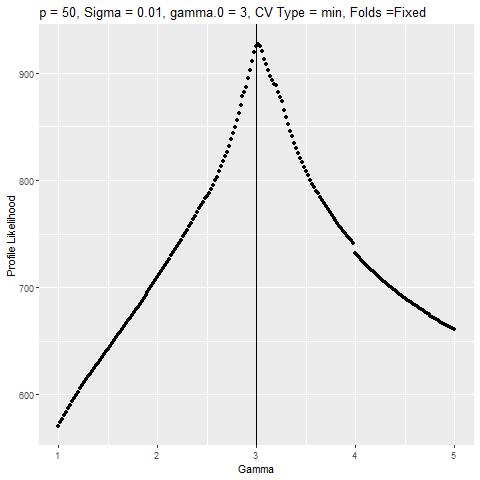 p = 50, Sigma = 0.01, gamma.0 = 3, CV Type = min, Folds =Fixed
Profile Likelihood
900
800
700
600
1 2 3 4 5
Gamma